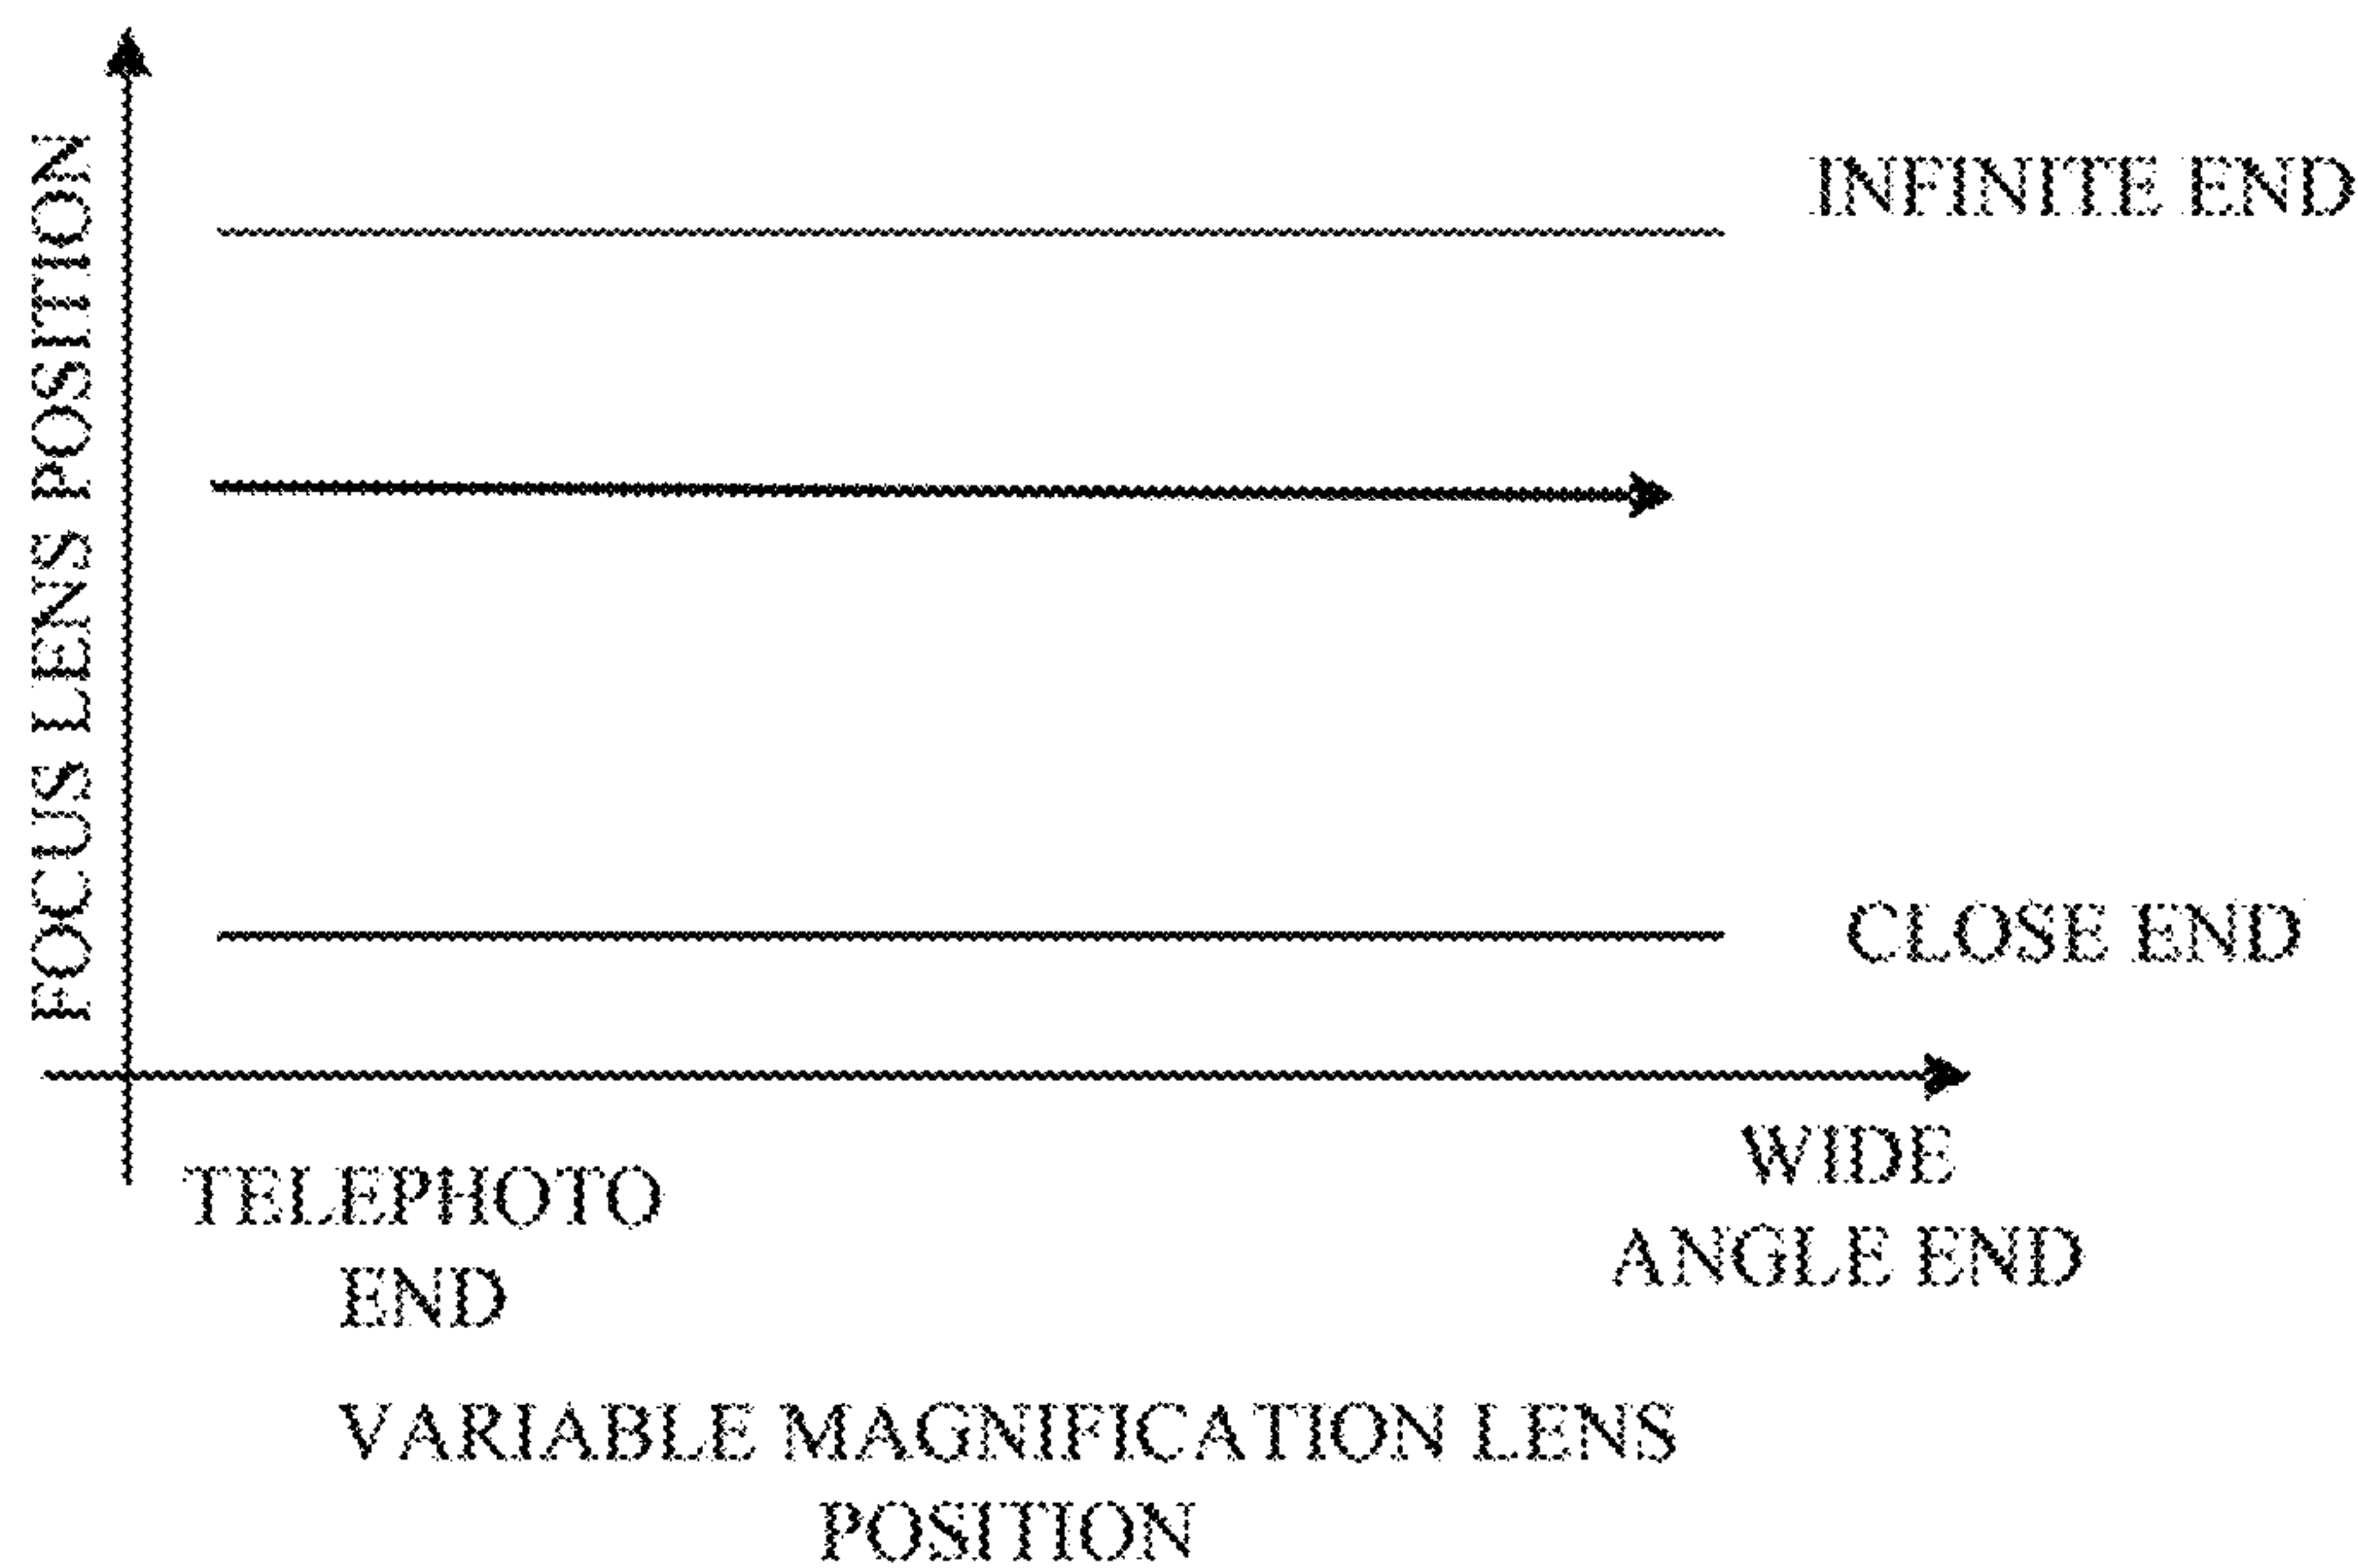 FOCUS LENS POSITION
INFINITE END
CLOSE END
TELEPHOTO
END
WIDE
ANGLE END
VARIABLE MAGNIFICATION LENS
POSITION